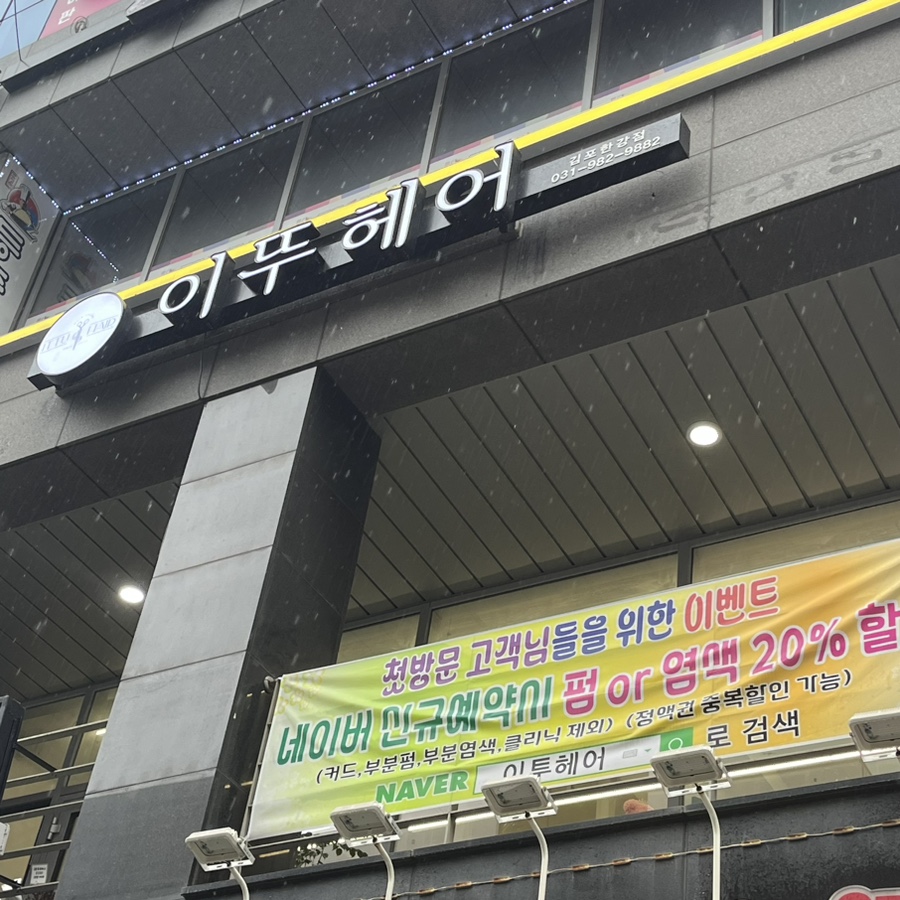 이뚜헤어
김포한강점
031-982-9882
첫방문 고객님들을 위한 이벤트
네이버 신규예약시 펌 or 염색 20% 할
(커트,부분펌,부분염색,클리닉 제외) (정액권 중복할인 가능)
NAVER 이뚜헤어 로 검색